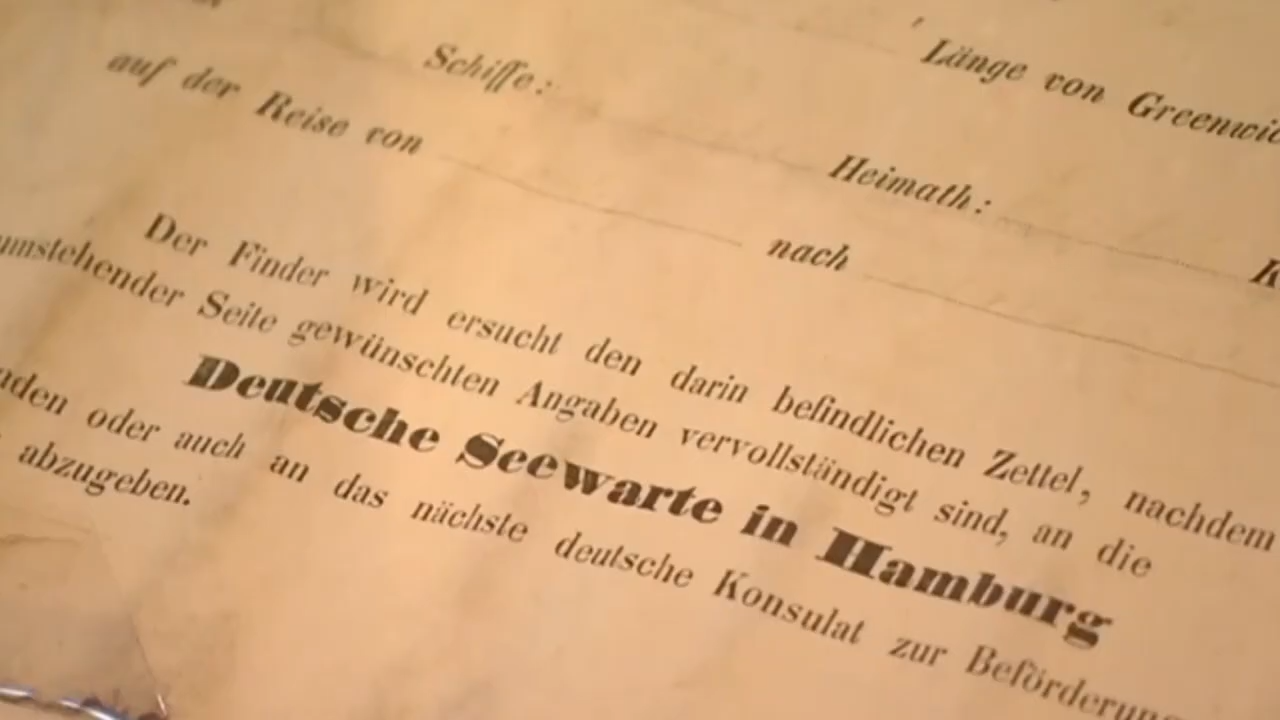 Länge von Greenwic
Schiffe: Heimath: K
auf der Reise von nach
Der Finder wird ersucht den darin befindlichen Zettel, nachdem
umstehender Seite gewünschten Angaben vervollständigt sind, an die
Deutsche Seewarte in Hamburg
oder auch an das nächste deutsche Konsulat zur Beförderung
abzugeben.